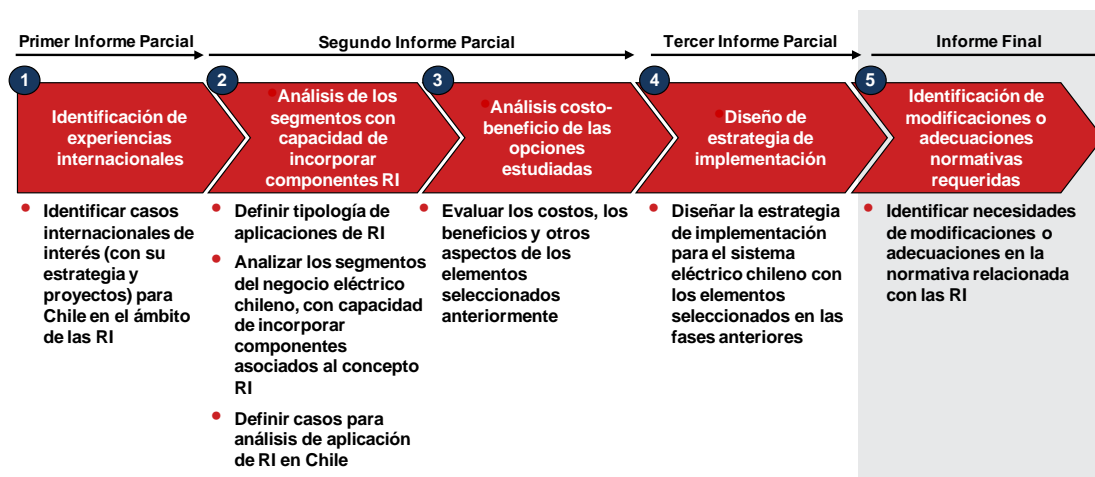 Primer Informe Parcial
Segundo Informe Parcial
Tercer Informe Parcial
Informe Final
1
Identificación de
experiencias
internacionales
2
•Análisis de los
segmentos con
capacidad de
incorporar
componentes RI
3
•Análisis costo-
beneficio de las
opciones
estudiadas
4
•Diseño de
estrategia de
implementación
5
Identificación de
modificaciones o
adecuaciones
normativas
requeridas
• Identificar casos
internacionales de
interés (con su
estrategia y
proyectos) para
Chile en el ámbito
de las RI
• Definir tipología de
aplicaciones de RI
• Analizar los segmentos
del negocio eléctrico
chileno, con capacidad
de incorporar
componentes
asociados al concepto
RI
• Definir casos para
análisis de aplicación
de RI en Chile
• Evaluar los costos, los
beneficios y otros
aspectos de los
elementos
seleccionados
anteriormente
• Diseñar la estrategia
de implementación
para el sistema
eléctrico chileno con
los elementos
seleccionados en las
fases anteriores
• Identificar necesidades
de modificaciones o
adecuaciones en la
normativa relacionada
con las RI